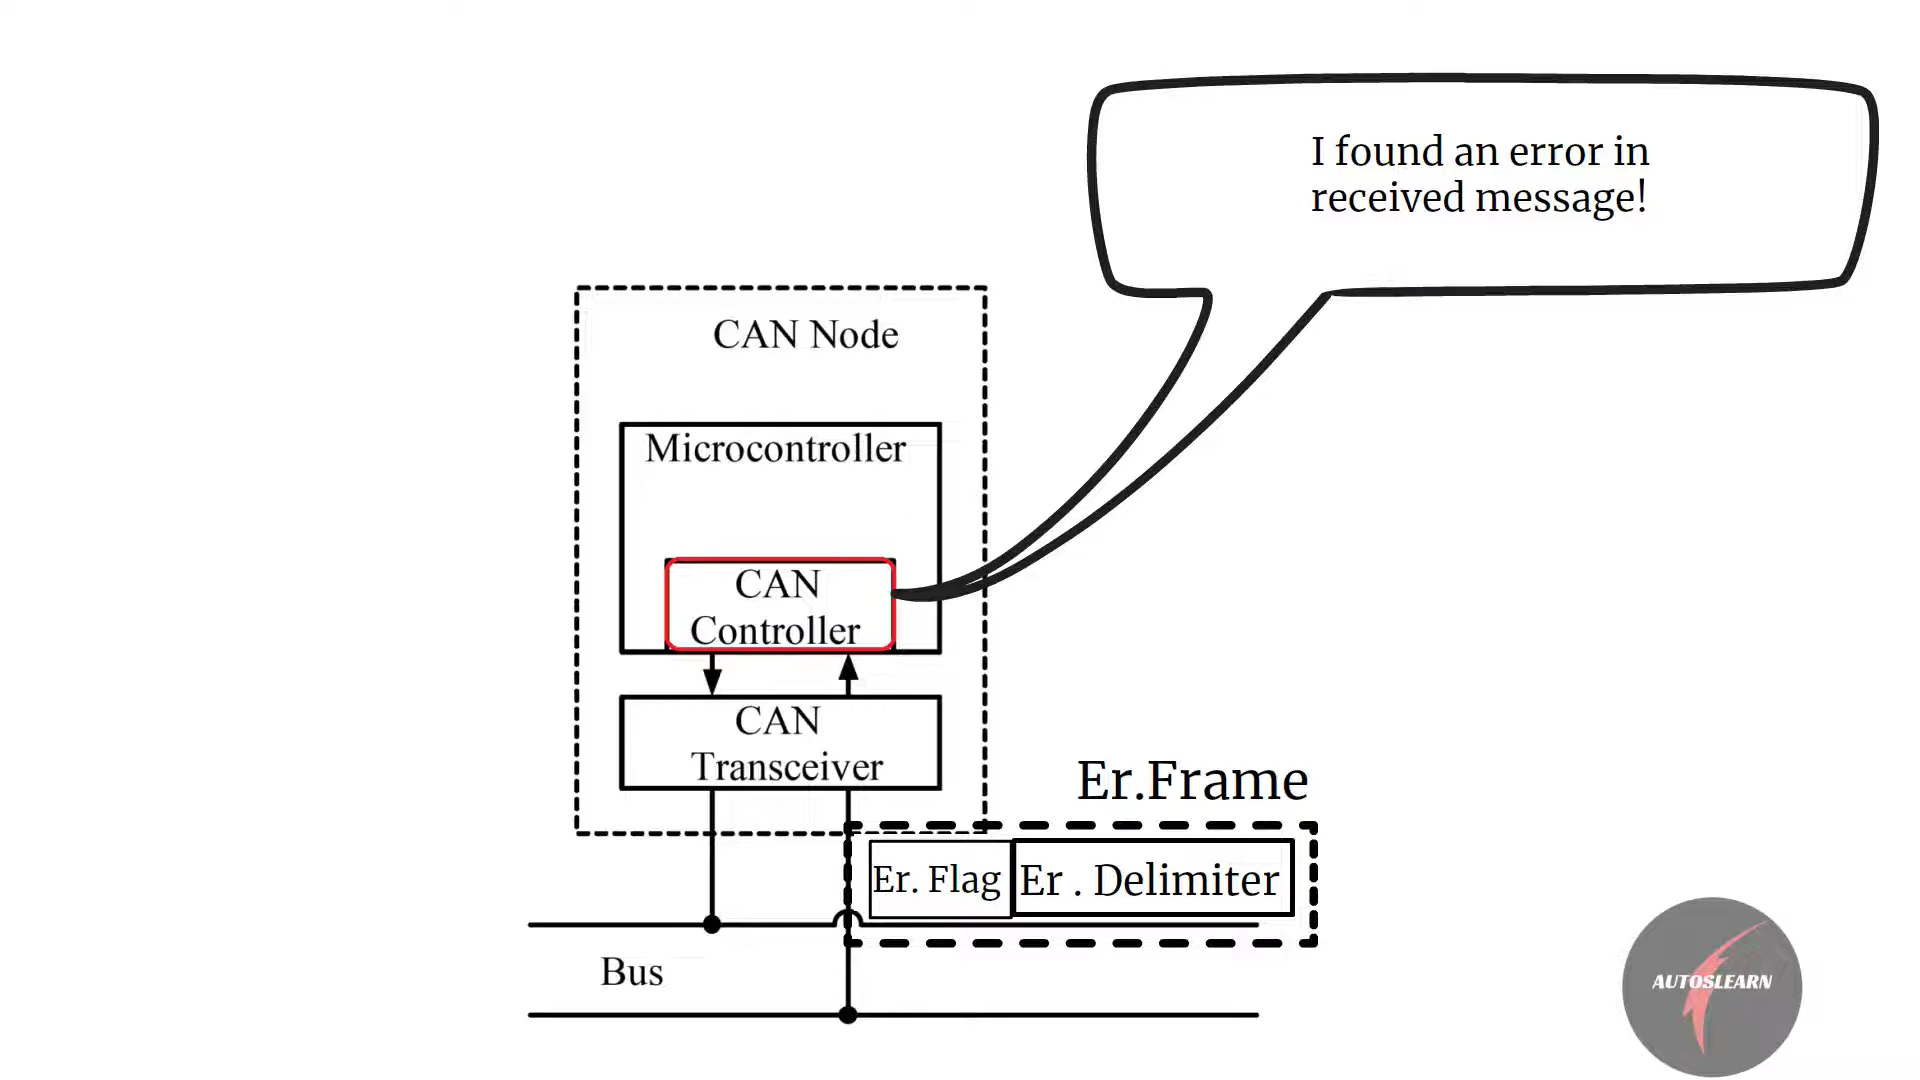 I found an error in
received message!
CAN Node
Microcontroller
CAN
Controller
CAN
Transceiver
Er.Frame
Er. Flag
Er . Delimiter
Bus
AUTOSLEARN